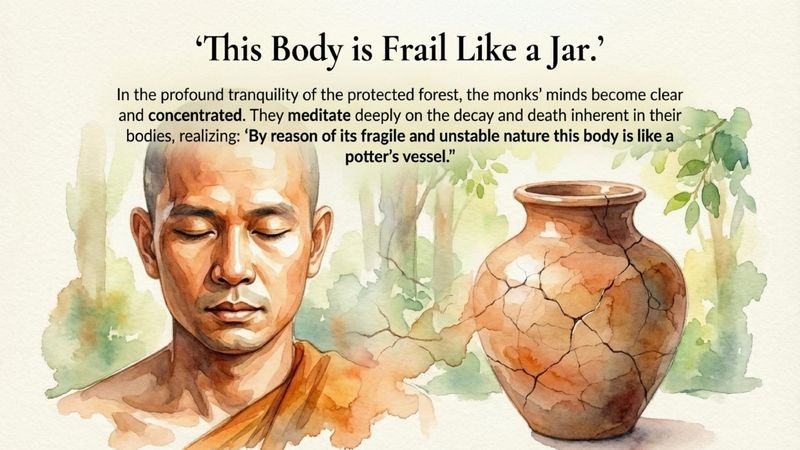 ‘This Body is Frail Like a Jar.’
In the profound tranquility of the protected forest, the monks’ minds become clear
and concentrated. They meditate deeply on the decay and death inherent in their
bodies, realizing: ‘By reason of its fragile and unstable nature this body is like a
potter’s vessel.”